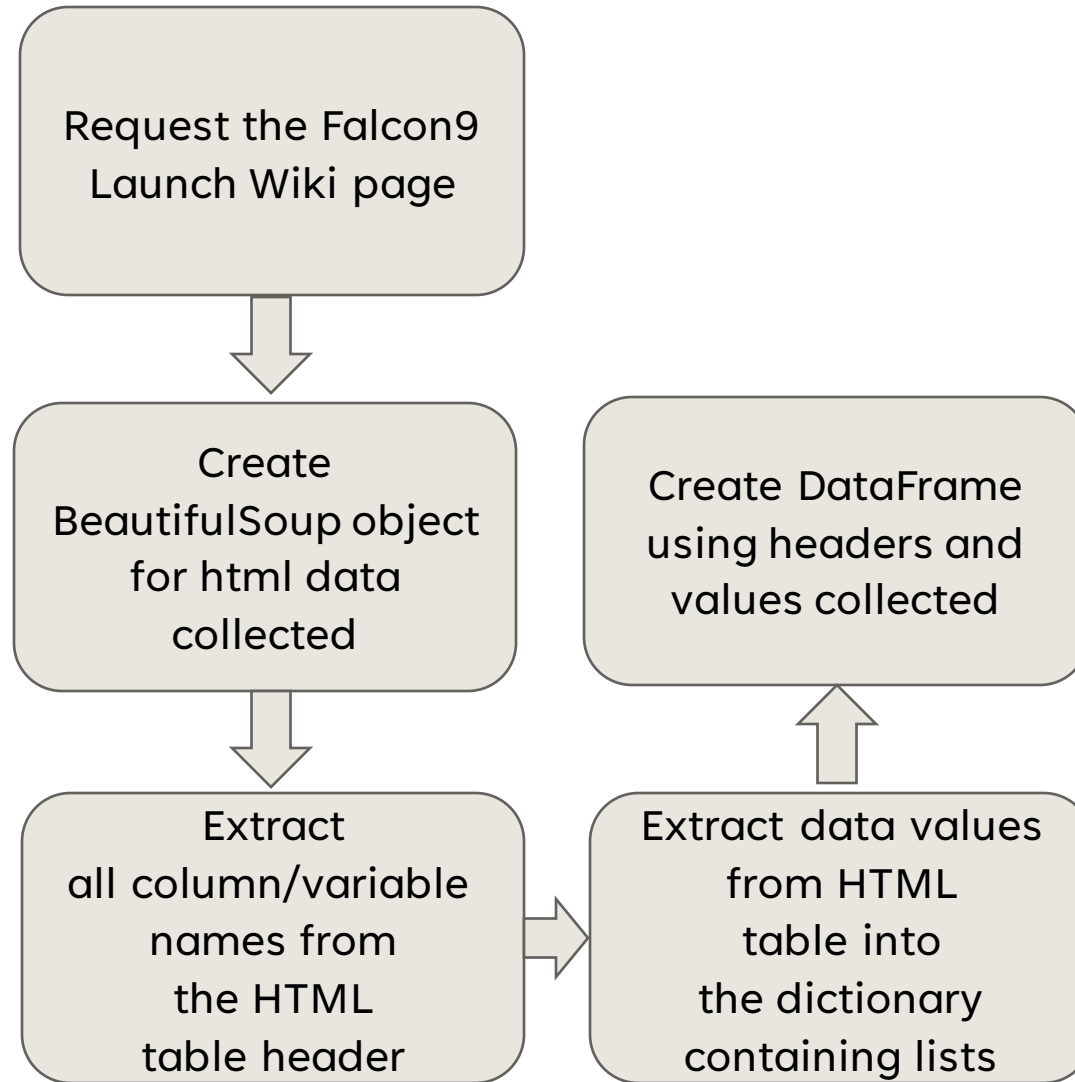 Request the Falcon9
Launch Wiki page
Create
BeautifulSoup object
for html data
collected
Extract
all column/variable
names from
the HTML
table header
Extract data values
from HTML
table into
the dictionary
containing lists
Create DataFrame
using headers and
values collected